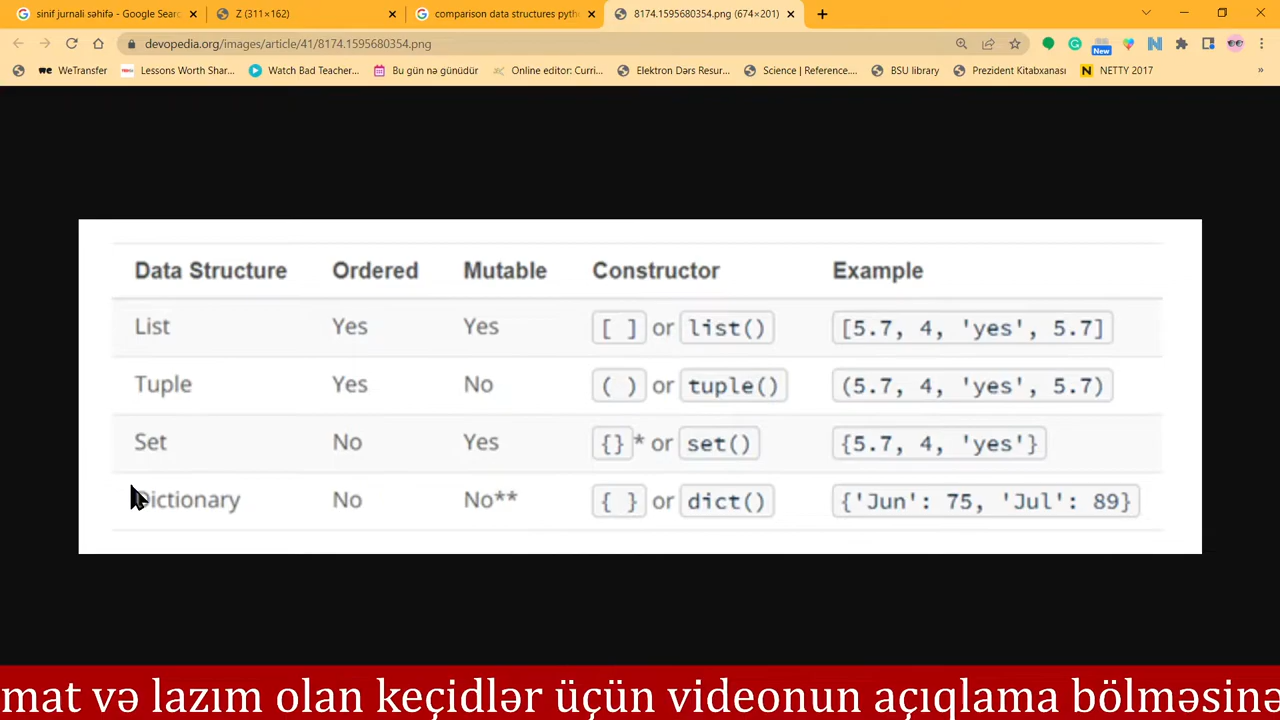 sinif jurnali səhifə - Google Searc
Z (311×162)
comparison data structures pytho
8174.1595680354.png (674×201)
devopedia.org/images/article/41/8174.1595680354.png
New
WeTransfer
Lessons Worth Shar...
Watch Bad Teacher...
Bu gün nə günüdür
Online editor: Curri...
Elektron Dərs Resur...
Science | Reference....
BSU library
Prezident Kitabxanası
NETTY 2017
Data Structure Ordered Mutable Constructor Example
List Yes Yes [ ] or list() [5.7, 4, 'yes', 5.7]
Tuple Yes No ( ) or tuple() (5.7, 4, 'yes', 5.7)
Set No Yes {}* or set() {5.7, 4, 'yes'}
Dictionary No No** { } or dict() {'Jun': 75, 'Jul': 89}
mat və lazım olan keçidlər üçün videonun açıqlama bölməsinə